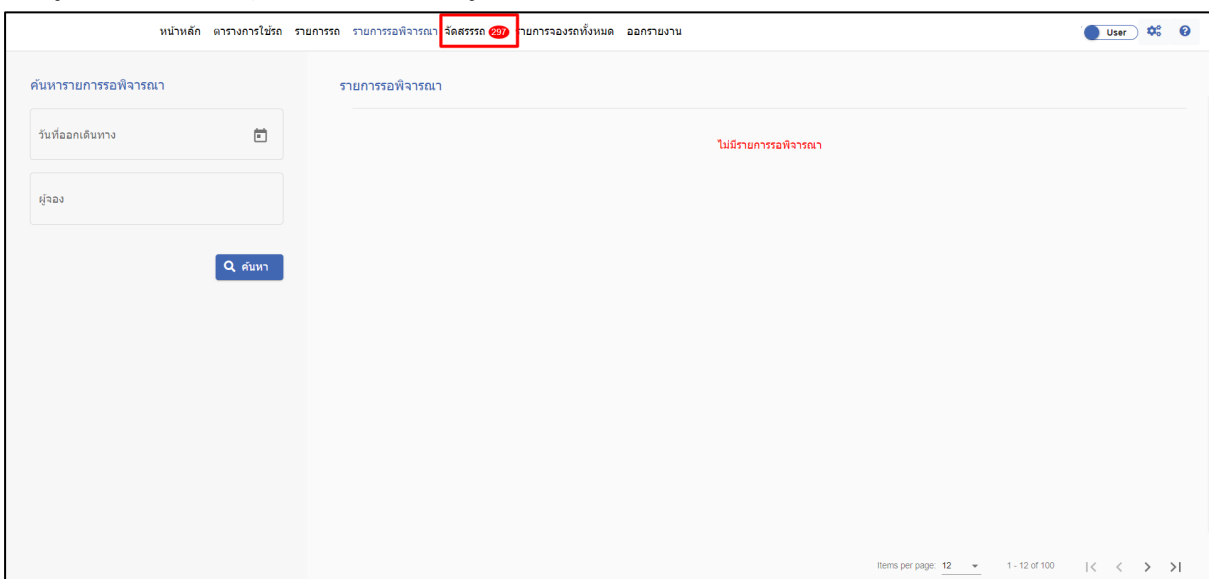 หน้าหลัก ตารางการใช้รถ รายการรถ รายการรอพิจารณา จัดสรรรถ 297 รายการจองรถทั้งหมด ออกรายงาน User
ค้นหารายการรอพิจารณา
รายการรอพิจารณา
วันที่ออกเดินทาง
ไม่มีรายการรอพิจารณา
ผู้จอง
ค้นหา
Items per page: 12 1 - 12 of 100